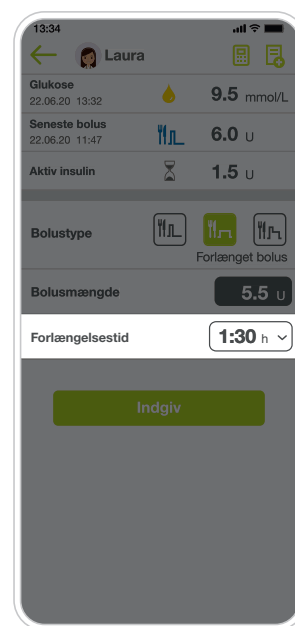 13:34
Laura
Glukose
22.06.20 13:32
9.5 mmol/L
Seneste bolus
22.06.20 11:47
6.0 U
Aktiv insulin
1.5 U
Bolustype
Forlænget bolus
Bolusmængde
5.5 U
Forlængelsestid
1:30 h
Indgiv